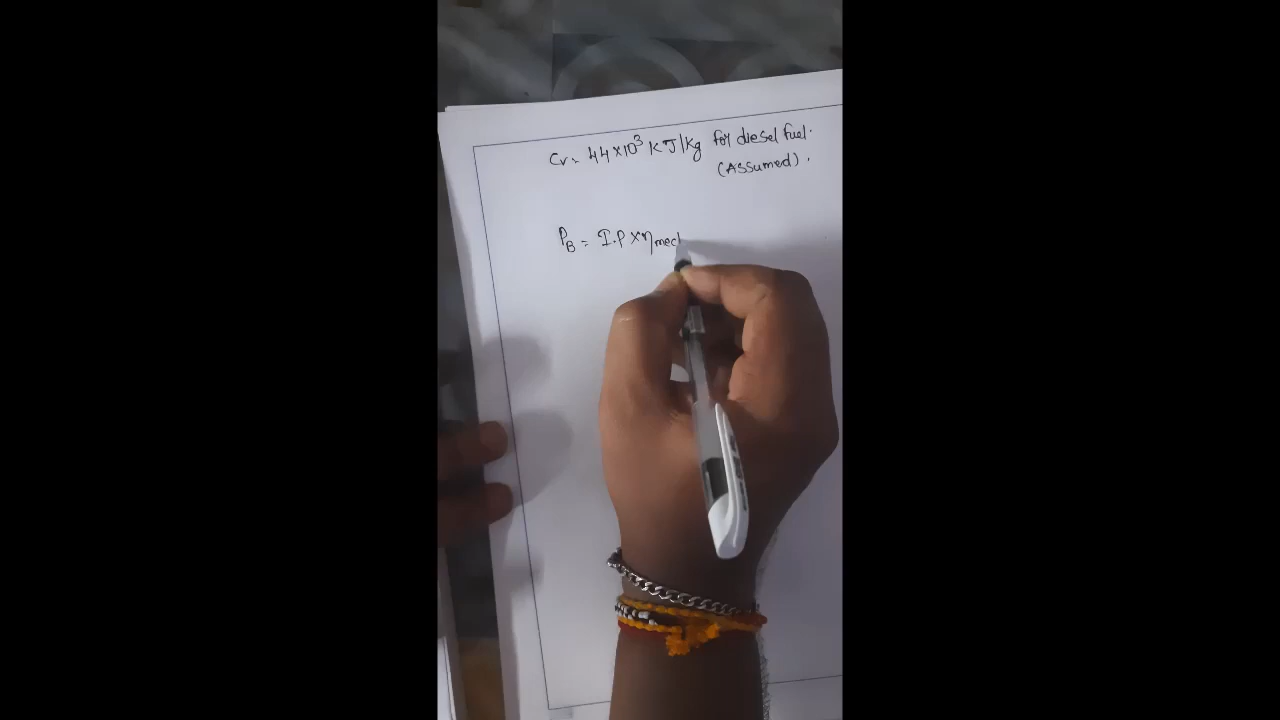 Cv = 44×10³ KJ/Kg for diesel fuel.
(Assumed).
P_B = I.P × η_mech